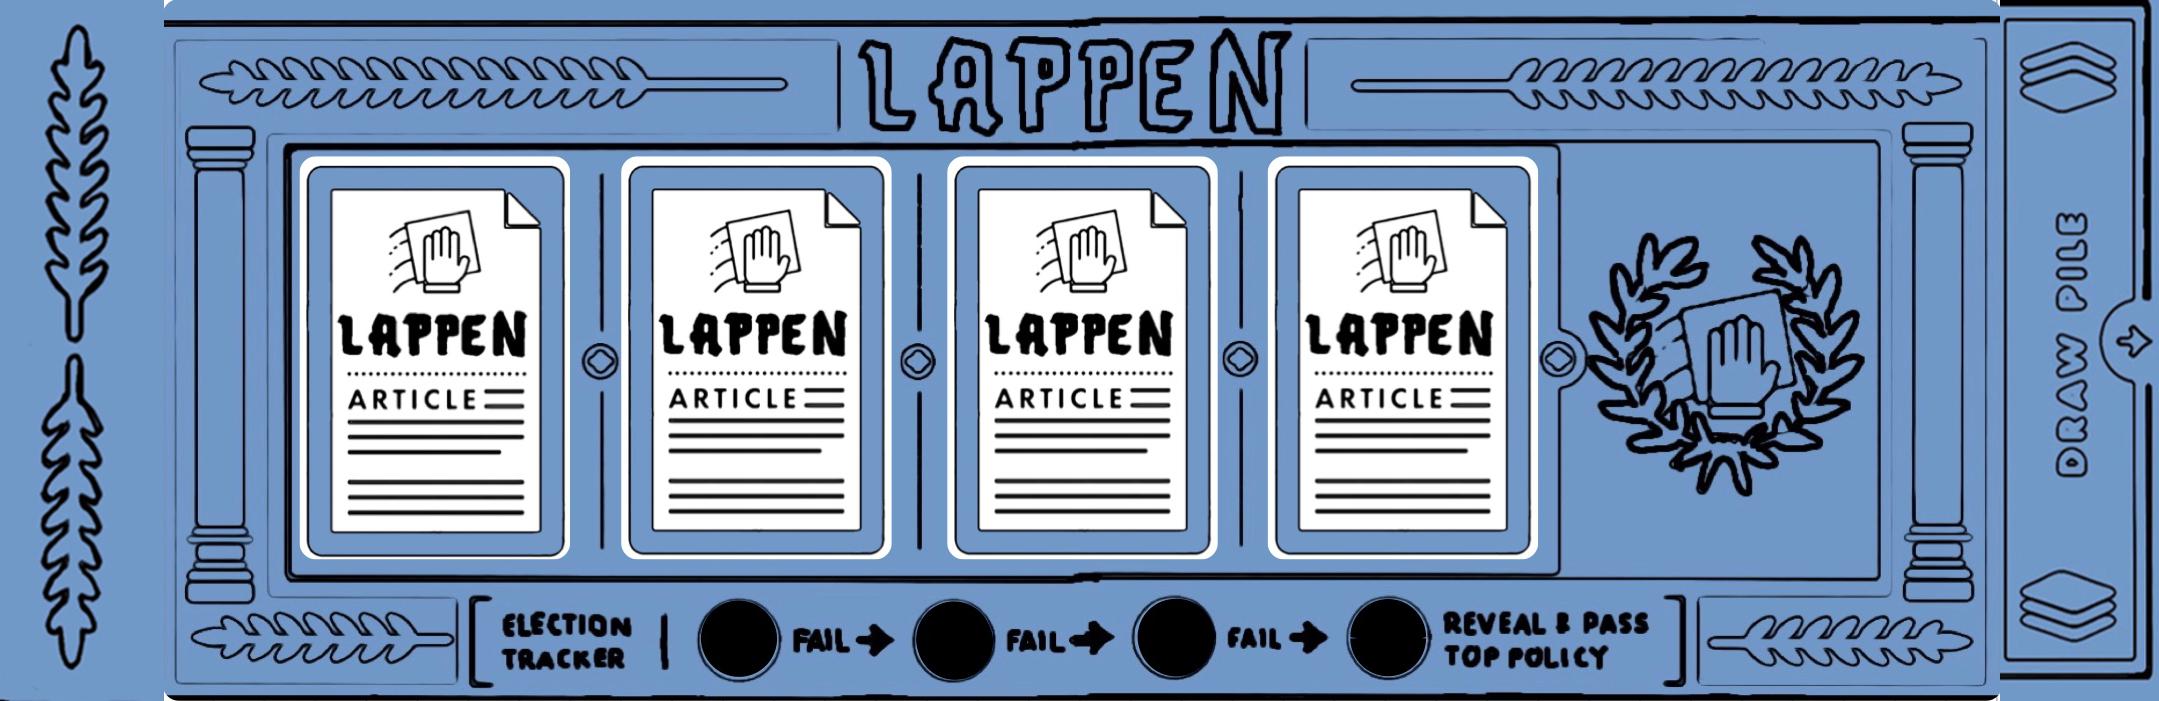 LAPPEN
LAPPEN
ARTICLE
LAPPEN
ARTICLE
LAPPEN
ARTICLE
LAPPEN
ARTICLE
DRAW PILE
ELECTION
TRACKER
FAIL
FAIL
FAIL
REVEAL & PASS
TOP POLICY